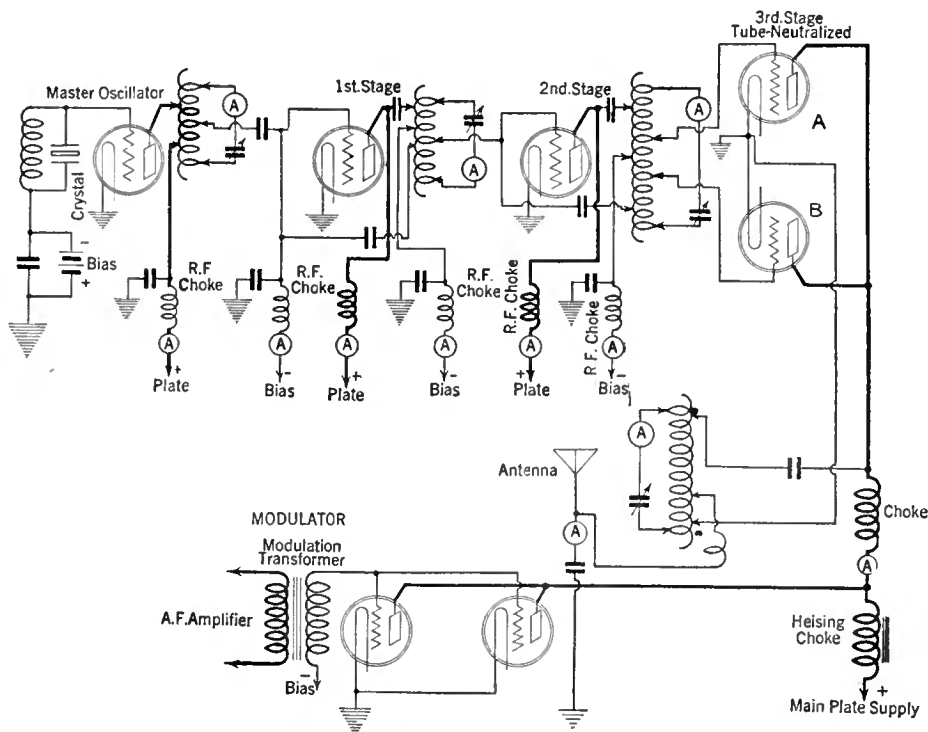 3rd.Stage
Tube-Neutralized
Master Oscillator
1st.Stage
2nd.Stage
A
A
A
A
B
Crystal
-
Bias
+
R.F
Choke
R.F.
Choke
R.F.
Choke
R.F. Choke
R.F. Choke
A
A
A
A
A
A
+
Plate
-
Bias
+
Plate
-
Bias
+
Plate
-
Bias
A
Antenna
A
Choke
A
MODULATOR
Modulation
Transformer
A.F.Amplifier
-
Bias
Heising
Choke
+
Main Plate Supply